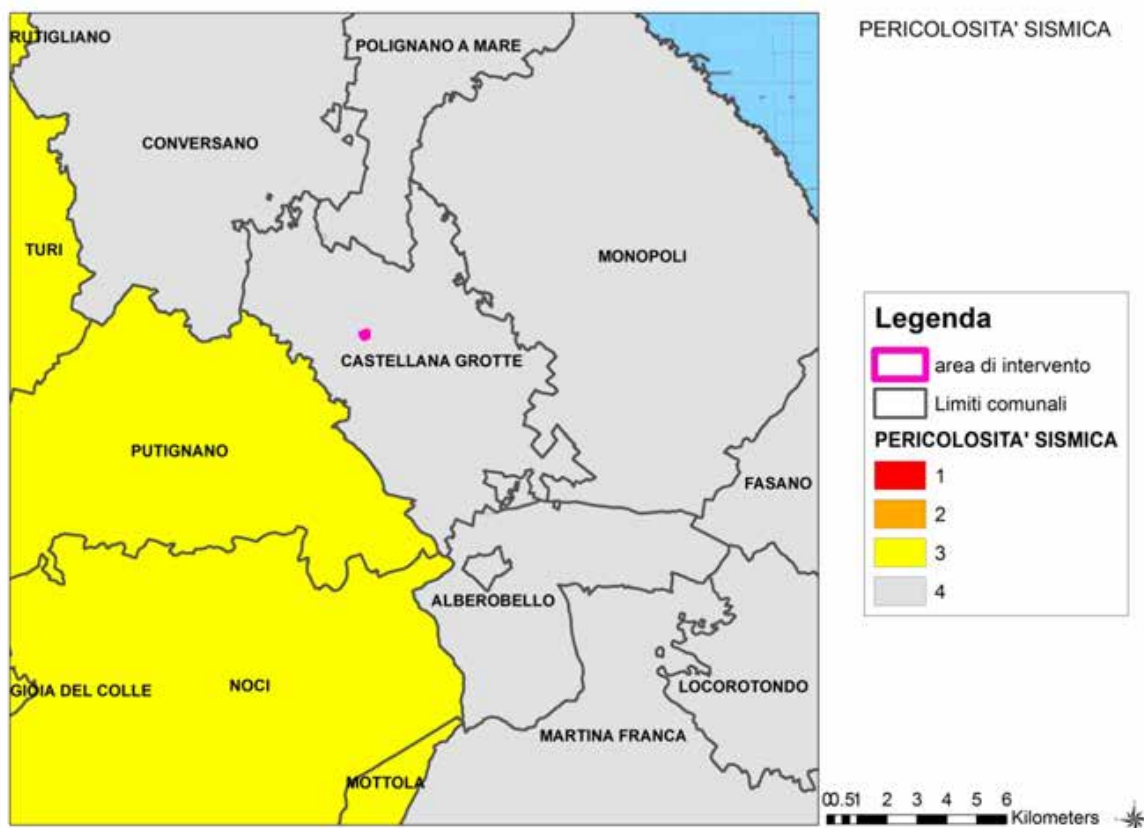 PERICOLOSITA' SISMICA
RUTIGLIANO
POLIGNANO A MARE
CONVERSANO
TURI
MONOPOLI
CASTELLANA GROTTE
PUTIGNANO
FASANO
ALBEROBELLO
GIOIA DEL COLLE
NOCI
LOCOROTONDO
MARTINA FRANCA
MOTTOLA
Legenda
area di intervento
Limiti comunali
PERICOLOSITA' SISMICA
1
2
3
4
0 0.5 1 2 3 4 5 6
Kilometers